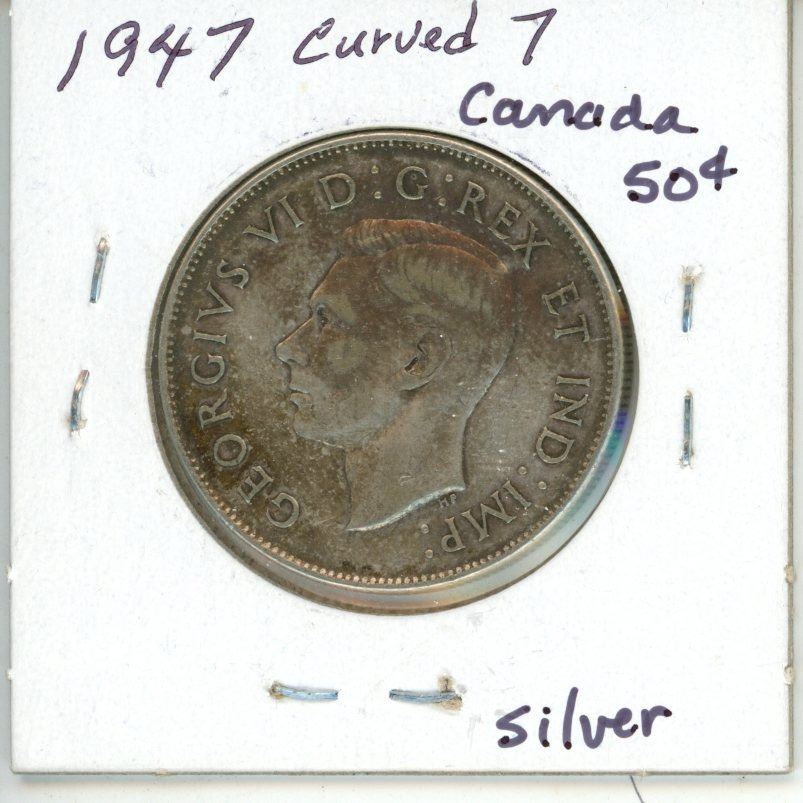 1947 Curved 7
Canada
50¢
GEORGIVS VI D:G:REX ET IND:IMP:
HP
silver